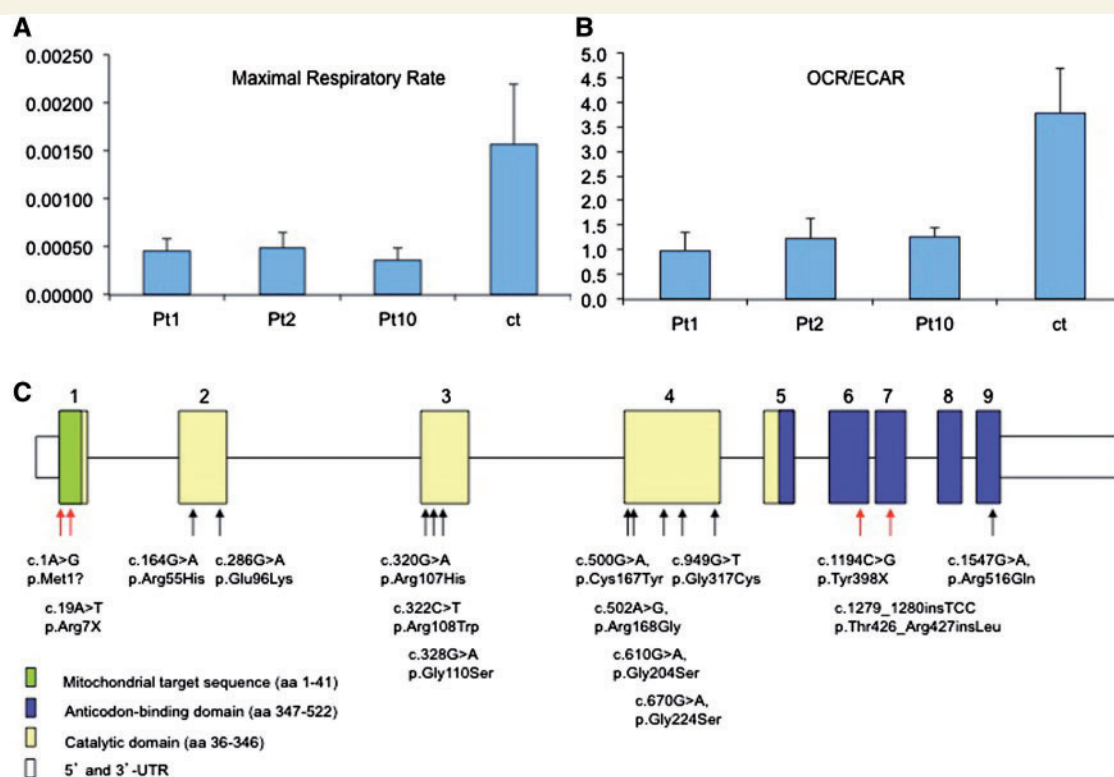 A
0.00250
0.00200
0.00150
0.00100
0.00050
0.00000
Maximal Respiratory Rate
Pt1 Pt2 Pt10 ct
B
5.0
4.5
4.0
3.5
3.0
2.5
2.0
1.5
1.0
0.5
0.0
OCR/ECAR
Pt1 Pt2 Pt10 ct
C
1 2 3 4 5 6 7 8 9
c.1A>G
p.Met1?
c.19A>T
p.Arg7X
c.164G>A
p.Arg55His
c.286G>A
p.Glu96Lys
c.320G>A
p.Arg107His
c.322C>T
p.Arg108Trp
c.328G>A
p.Gly110Ser
c.500G>A,
p.Cys167Tyr
c.502A>G,
p.Arg168Gly
c.610G>A,
p.Gly204Ser
c.670G>A,
p.Gly224Ser
c.949G>T
p.Gly317Cys
c.1194C>G
p.Tyr398X
c.1279_1280insTCC
p.Thr426_Arg427insLeu
c.1547G>A,
p.Arg516Gln
Mitochondrial target sequence (aa 1-41)
Anticodon-binding domain (aa 347-522)
Catalytic domain (aa 36-346)
5' and 3'-UTR